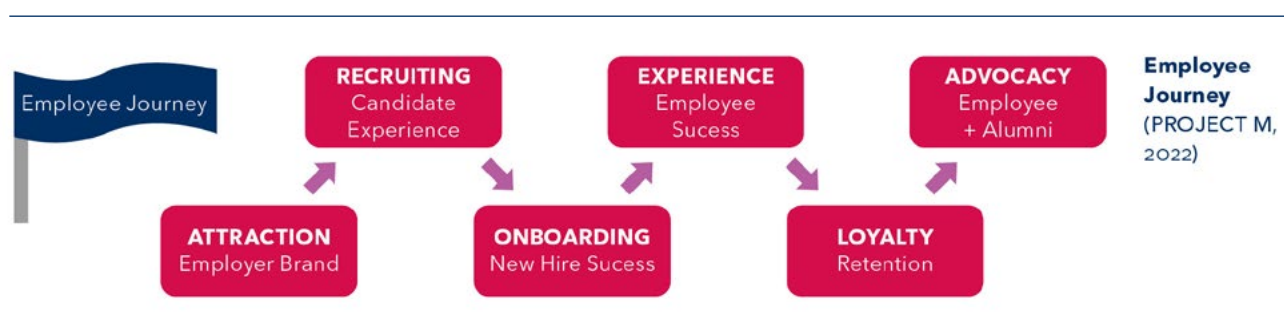 Employee Journey
ATTRACTION
Employer Brand
RECRUITING
Candidate
Experience
ONBOARDING
New Hire Sucess
EXPERIENCE
Employee
Sucess
LOYALTY
Retention
ADVOCACY
Employee
+ Alumni
Employee
Journey
(PROJECT M,
2022)